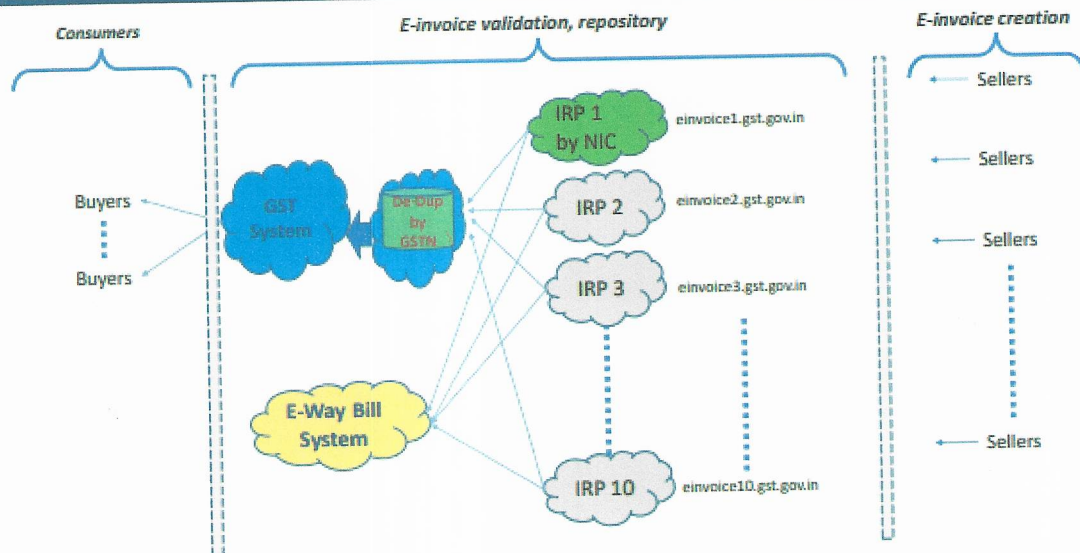 Consumers
E-invoice validation, repository
E-invoice creation
Sellers
IRP 1
by NIC
einvoice1.gst.gov.in
Sellers
Buyers
GST
System
De-Dup
by
GSTN
IRP 2
einvoice2.gst.gov.in
Sellers
Buyers
IRP 3
einvoice3.gst.gov.in
E-Way Bill
System
Sellers
IRP 10
einvoice10.gst.gov.in